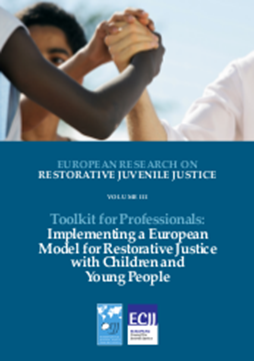 EUROPEAN RESEARCH ON
RESTORATIVE JUVENILE JUSTICE
VOLUME III
Toolkit for Professionals:
Implementing a European
Model for Restorative Justice
with Children and
Young People
ECJJ